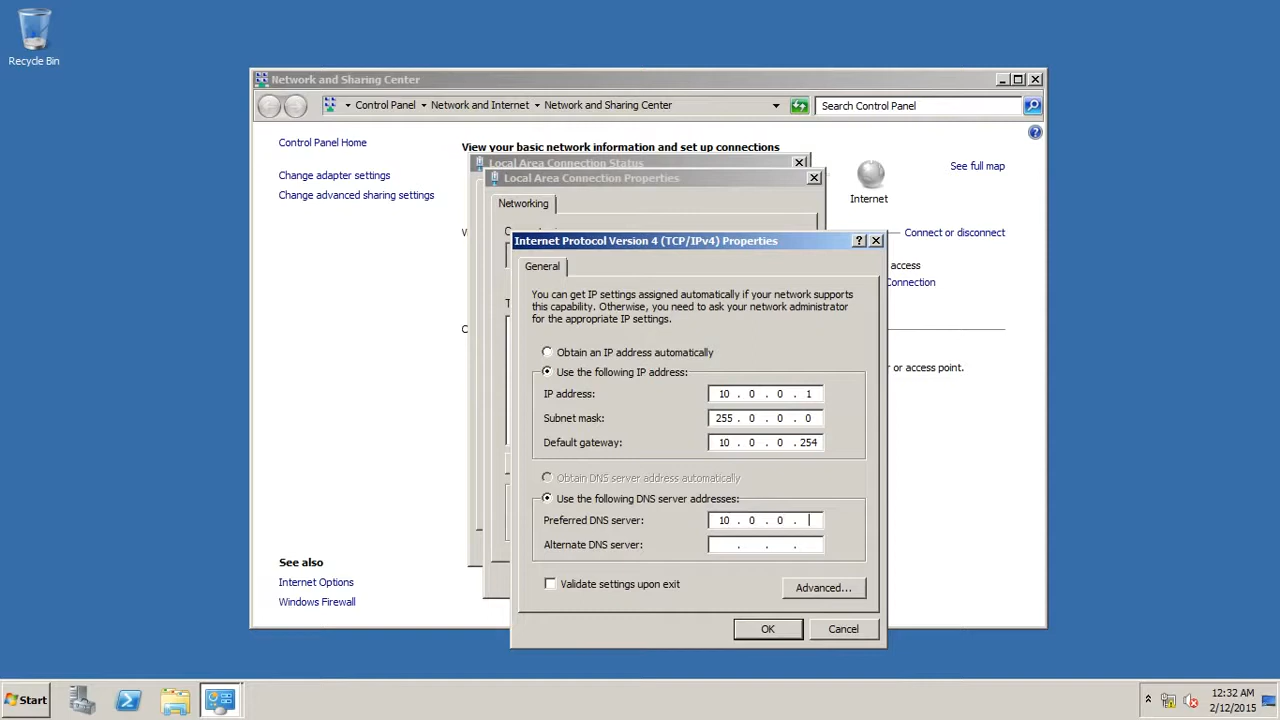 Recycle Bin
Network and Sharing Center
Control Panel
Network and Internet
Network and Sharing Center
Search Control Panel
Control Panel Home
Change adapter settings
Change advanced sharing settings
View your basic network information and set up connections
See full map
Internet
Connect or disconnect
access
Connection
or access point.
Local Area Connection Status
Local Area Connection Properties
Networking
Internet Protocol Version 4 (TCP/IPv4) Properties
General
You can get IP settings assigned automatically if your network supports
this capability. Otherwise, you need to ask your network administrator
for the appropriate IP settings.
Obtain an IP address automatically
Use the following IP address:
IP address: 10 . 0 . 0 . 1
Subnet mask: 255 . 0 . 0 . 0
Default gateway: 10 . 0 . 0 . 254
Obtain DNS server address automatically
Use the following DNS server addresses:
Preferred DNS server: 10 . 0 . 0 .
Alternate DNS server: . . .
Validate settings upon exit
Advanced...
OK
Cancel
See also
Internet Options
Windows Firewall
Start
12:32 AM
2/12/2015